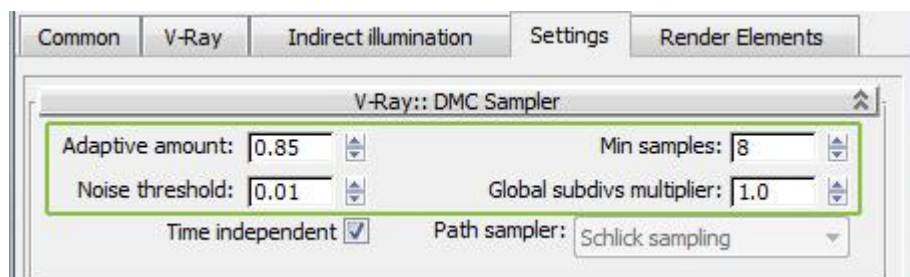 Common V-Ray Indirect illumination Settings Render Elements
V-Ray:: DMC Sampler
Adaptive amount: 0.85 Min samples: 8
Noise threshold: 0.01 Global subdivs multiplier: 1.0
Time independent Path sampler: Schlick sampling